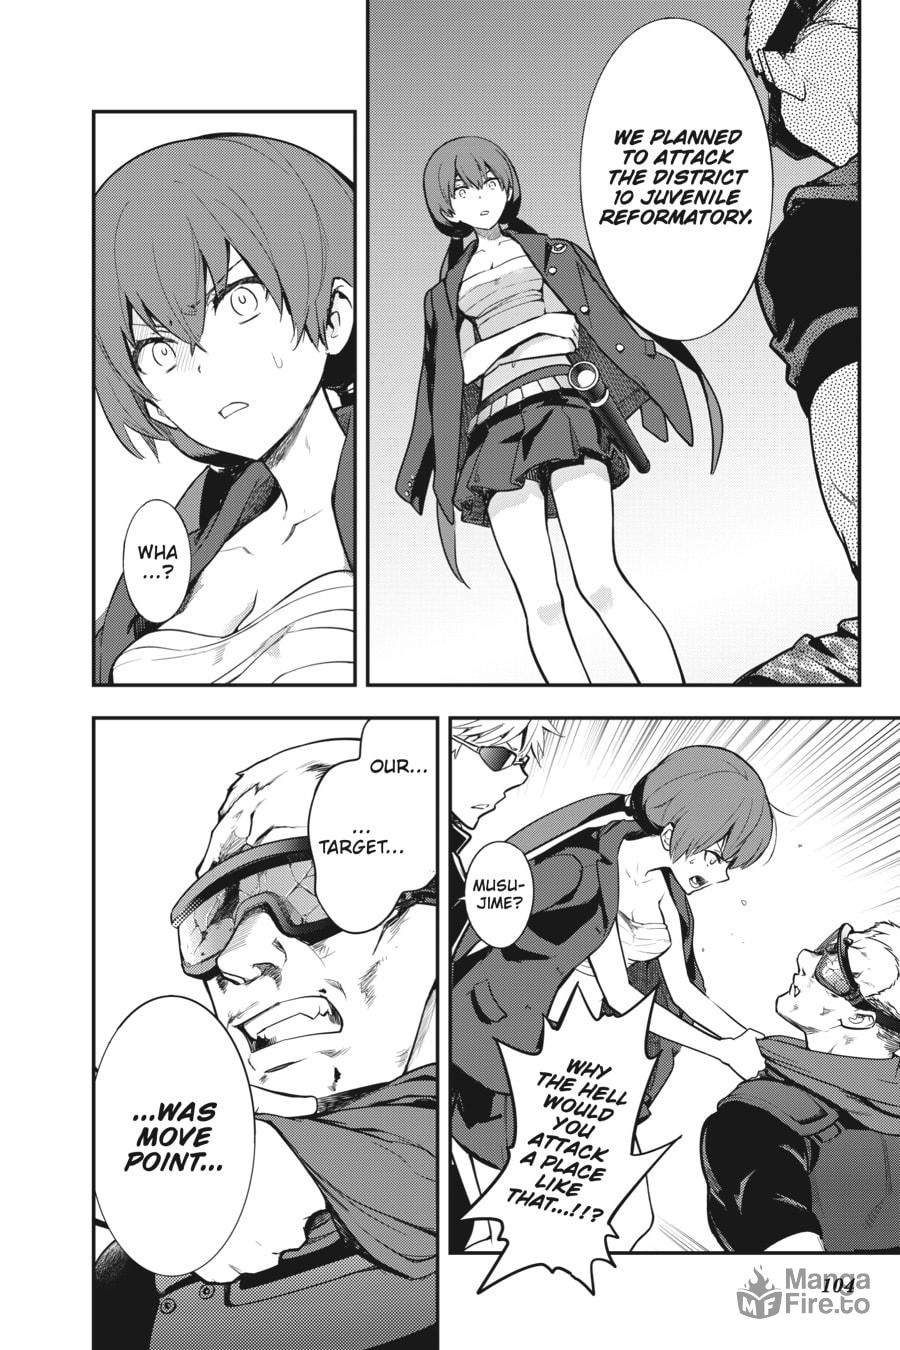 WE PLANNED
TO ATTACK
THE DISTRICT
10 JUVENILE
REFORMATORY.
WHA
...?
MUSU-
JIME?
WHY
THE HELL
WOULD
YOU
ATTACK
A PLACE
LIKE
THAT...!!?
OUR...
...
TARGET...
...WAS
MOVE
POINT...
104
Manga
Fire.to
MF